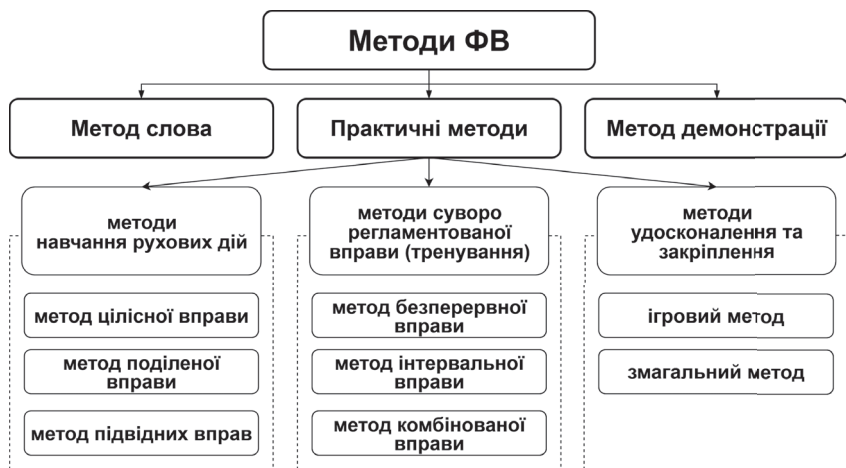 Методи ФВ
Метод слова
Практичні методи
Метод демонстрації
методи
навчання рухових дій
методи суворо
регламентованої
вправи (тренування)
методи
удосконалення та
закріплення
метод цілісної вправи
метод поділеної
вправи
метод підвідних вправ
метод безперервної
вправи
метод інтервальної
вправи
метод комбінованої
вправи
ігровий метод
змагальний метод